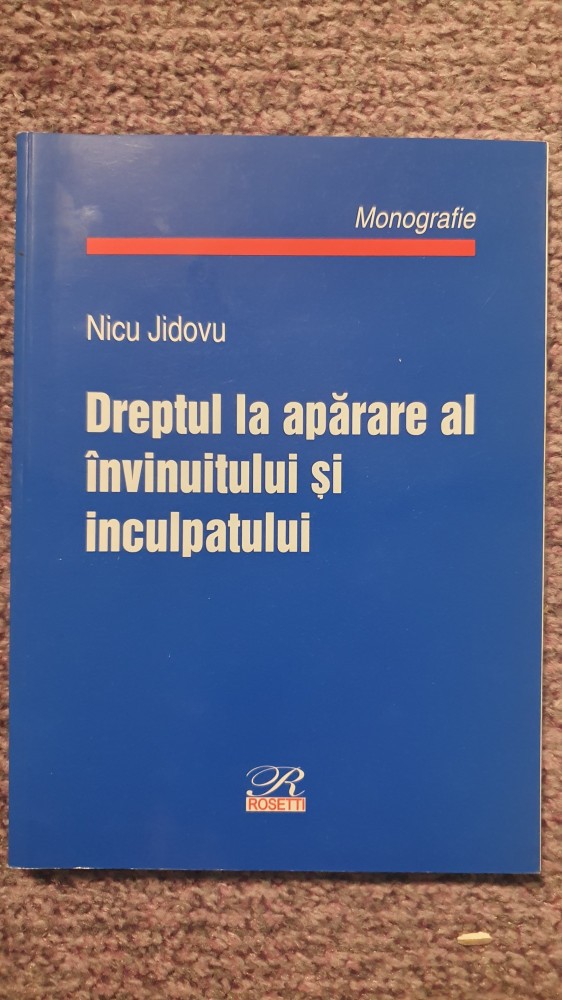 Monografie
Nicu Jidovu
Dreptul la apărare al
învinuitului și
inculpatului
R
ROSETTI